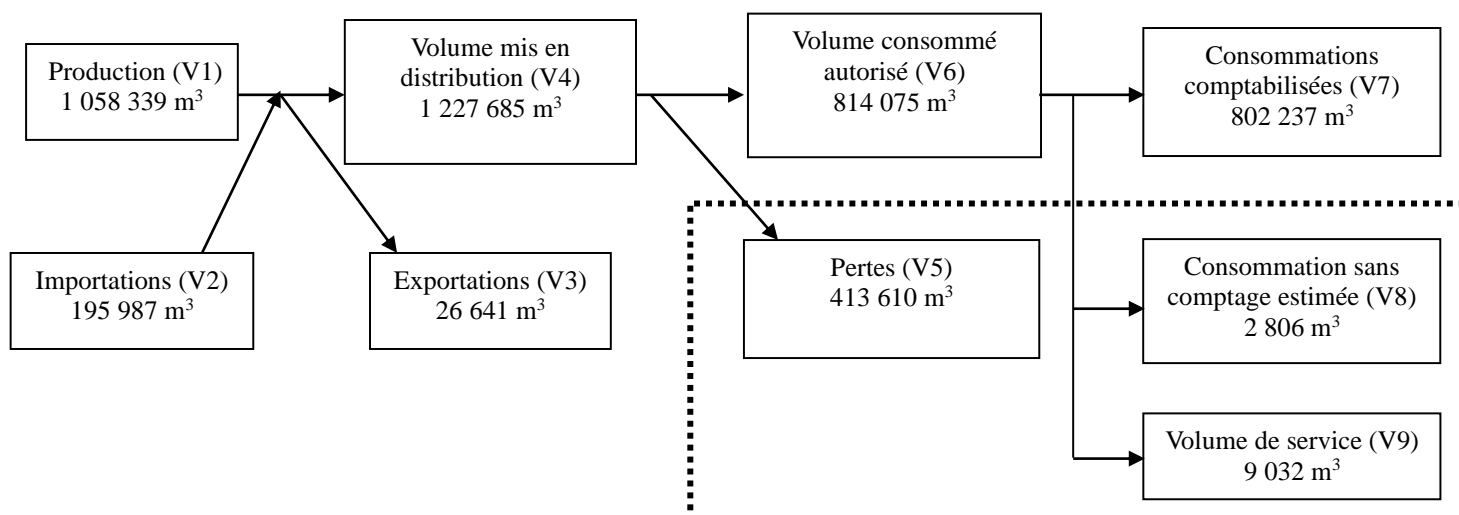 Production (V1)
1 058 339 m³
Volume mis en
distribution (V4)
1 227 685 m³
Volume consommé
autorisé (V6)
814 075 m³
Consommations
comptabilisées (V7)
802 237 m³
Importations (V2)
195 987 m³
Exportations (V3)
26 641 m³
Pertes (V5)
413 610 m³
Consommation sans
comptage estimée (V8)
2 806 m³
Volume de service (V9)
9 032 m³